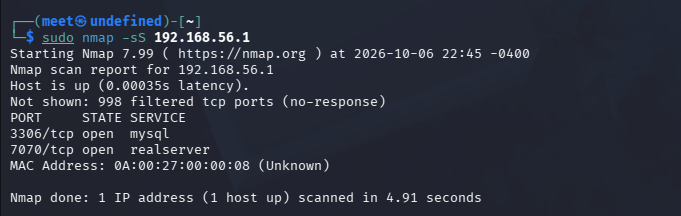 ┌──(meet㉿undefined)-[~]
└─$ sudo nmap -sS 192.168.56.1
Starting Nmap 7.99 ( https://nmap.org ) at 2026-10-06 22:45 -0400
Nmap scan report for 192.168.56.1
Host is up (0.00035s latency).
Not shown: 998 filtered tcp ports (no-response)
PORT     STATE SERVICE
3306/tcp open  mysql
7070/tcp open  realserver
MAC Address: 0A:00:27:00:00:08 (Unknown)

Nmap done: 1 IP address (1 host up) scanned in 4.91 seconds